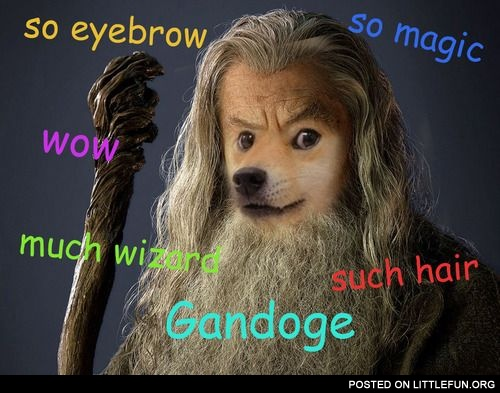 so eyebrow
so magic
wow
much wizard
such hair
Gandoge
POSTED ON LITTLEFUN.ORG